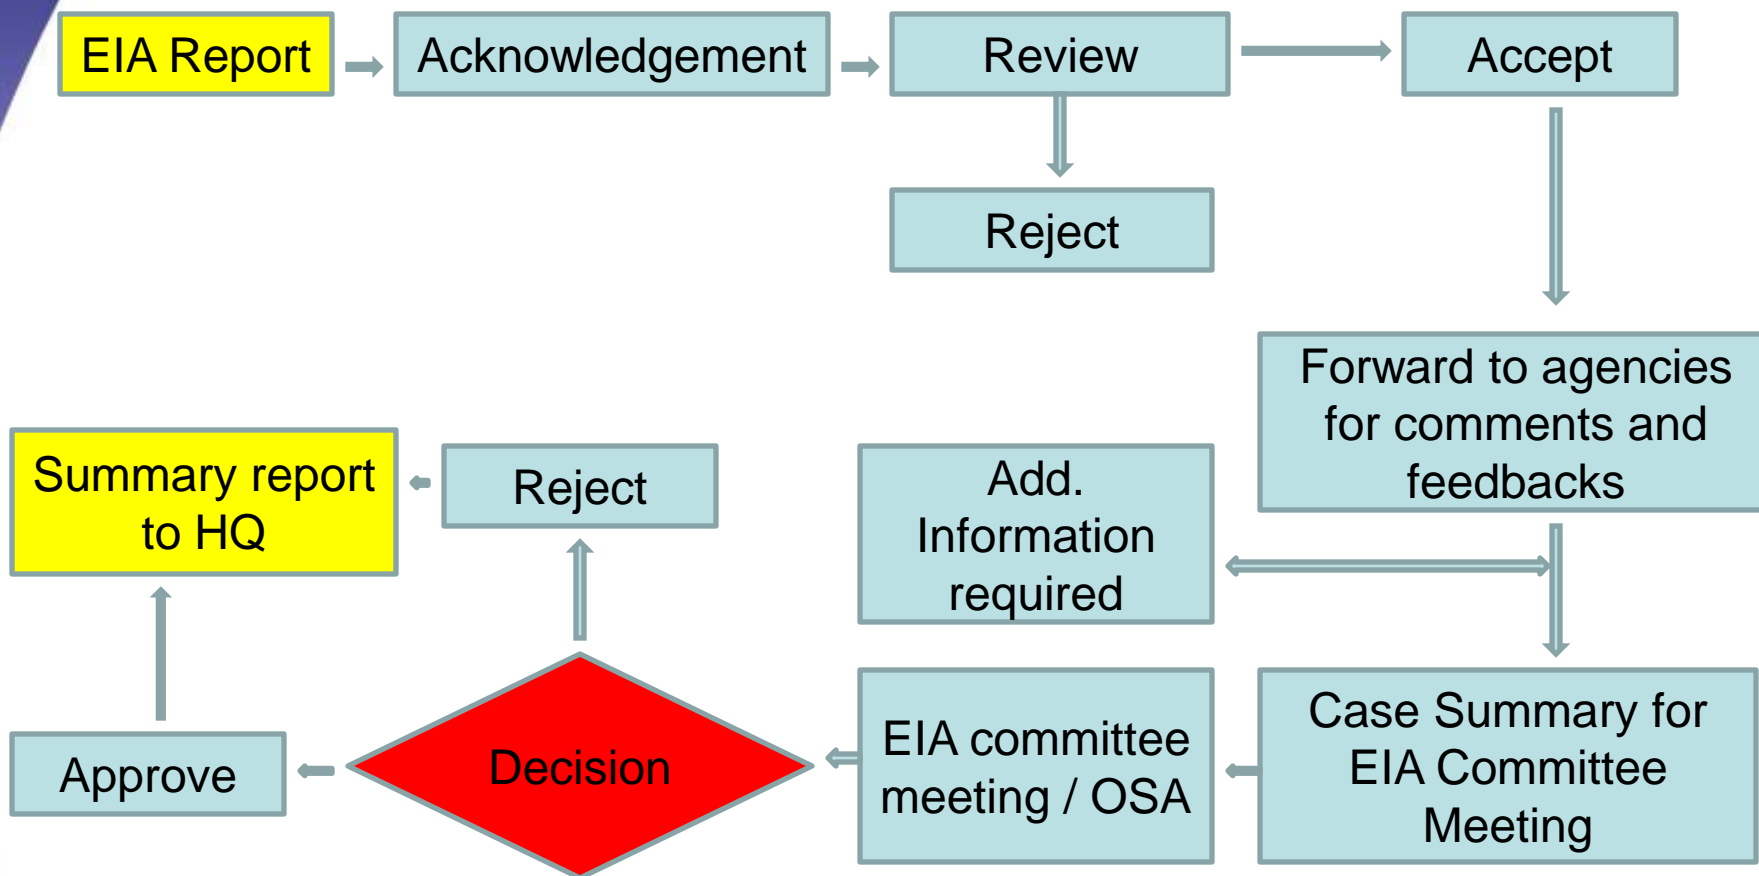 EIA Report
Acknowledgement
Review
Accept
Reject
Forward to agencies
for comments and
feedbacks
Summary report
to HQ
Reject
Add.
Information
required
Approve
Decision
EIA committee
meeting / OSA
Case Summary for
EIA Committee
Meeting